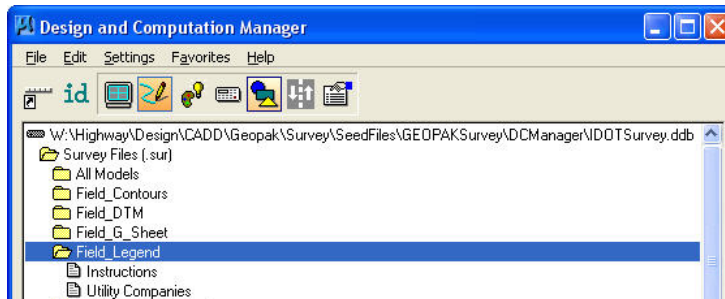 Design and Computation Manager
File Edit Settings Favorites Help
id
W:\Highway\Design\CADD\Geopak\Survey\SeedFiles\GEOPAKSurvey\DCManager\IDOTSurvey.ddb
Survey Files (.sur)
All Models
Field_Contours
Field_DTM
Field_G_Sheet
Field_Legend
Instructions
Utility Companies